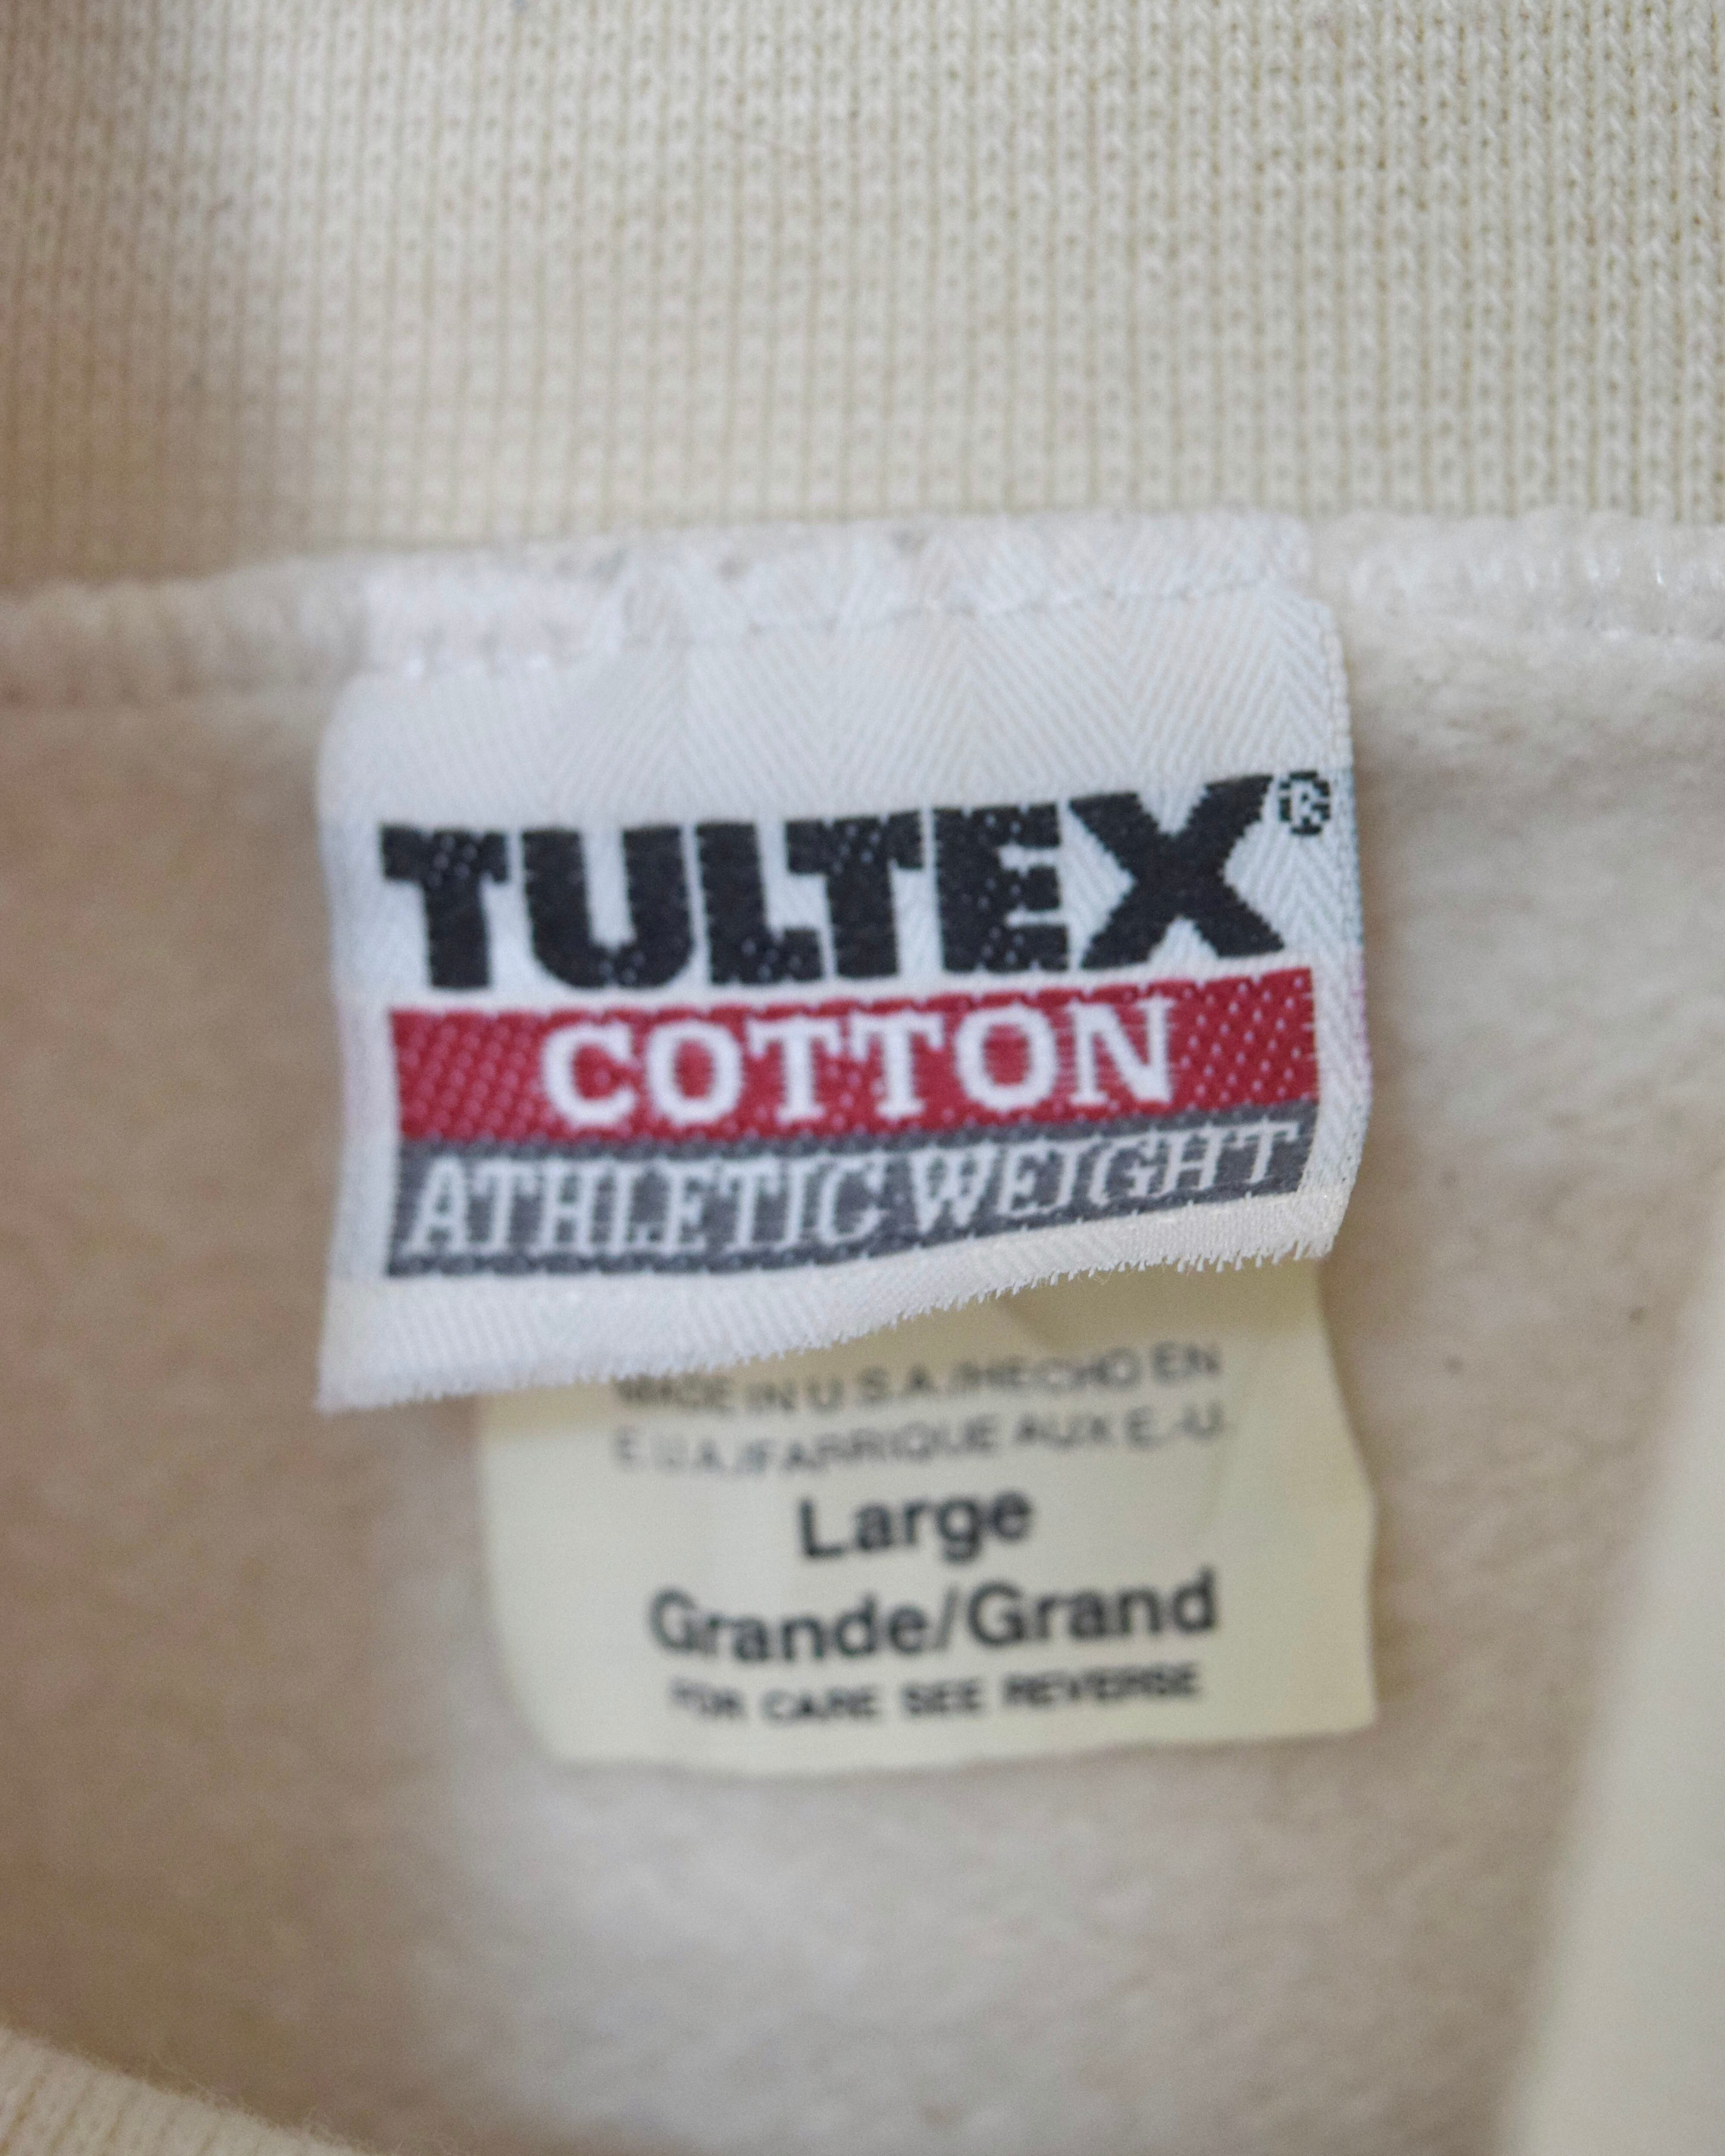 TULTEX®
COTTON
ATHLETIC WEIGHT
MADE IN U.S.A./HECHO EN
E.U.A./FABRIQUE AUX E.-U.
Large
Grande/Grand
FOR CARE SEE REVERSE